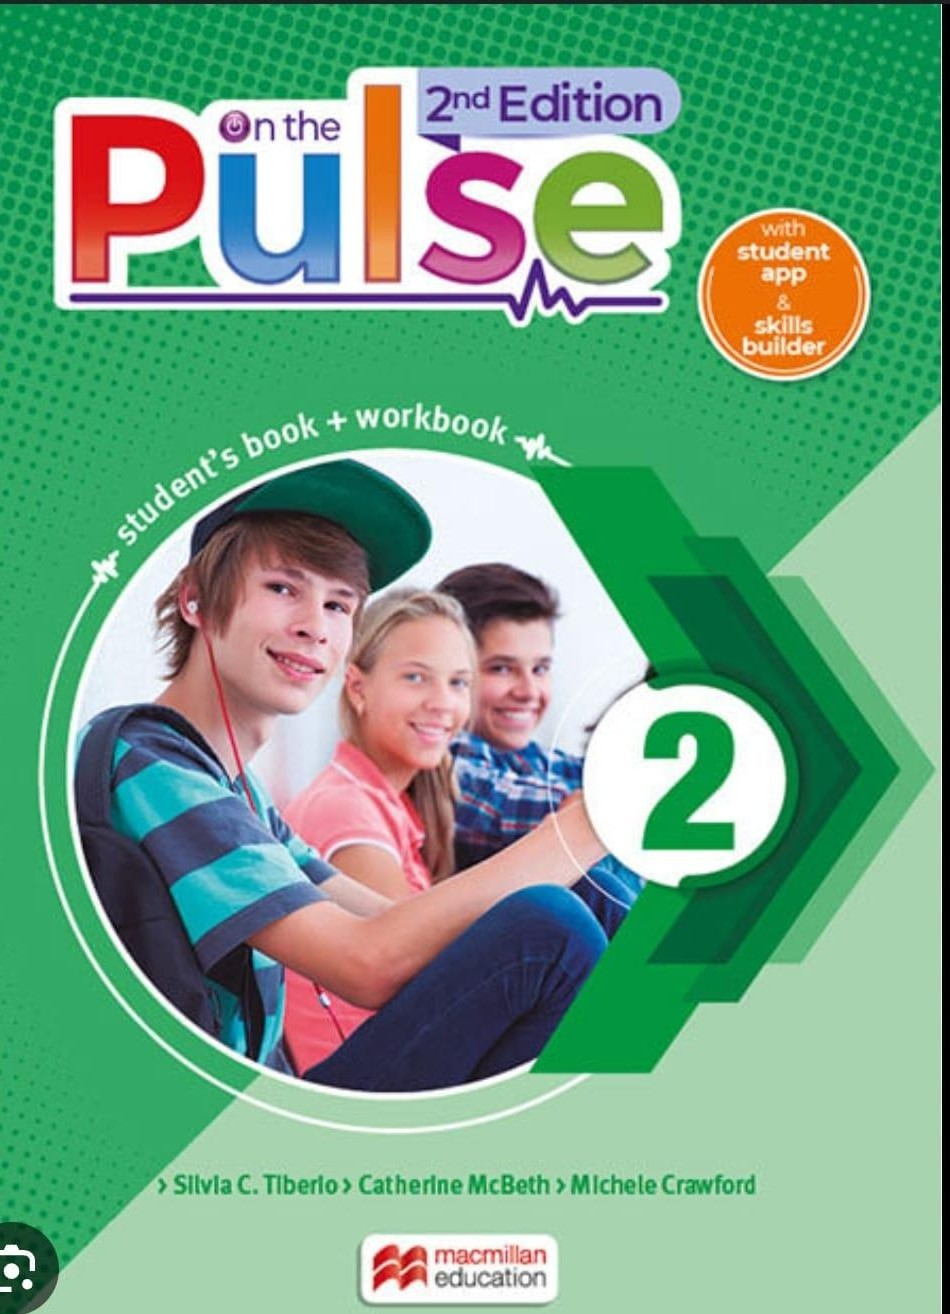 On the
2nd Edition
Pulse
with
student
app
&
skills
builder
student's book + workbook
2
› Silvia C. Tiberio › Catherine McBeth › Michele Crawford
macmillan
education